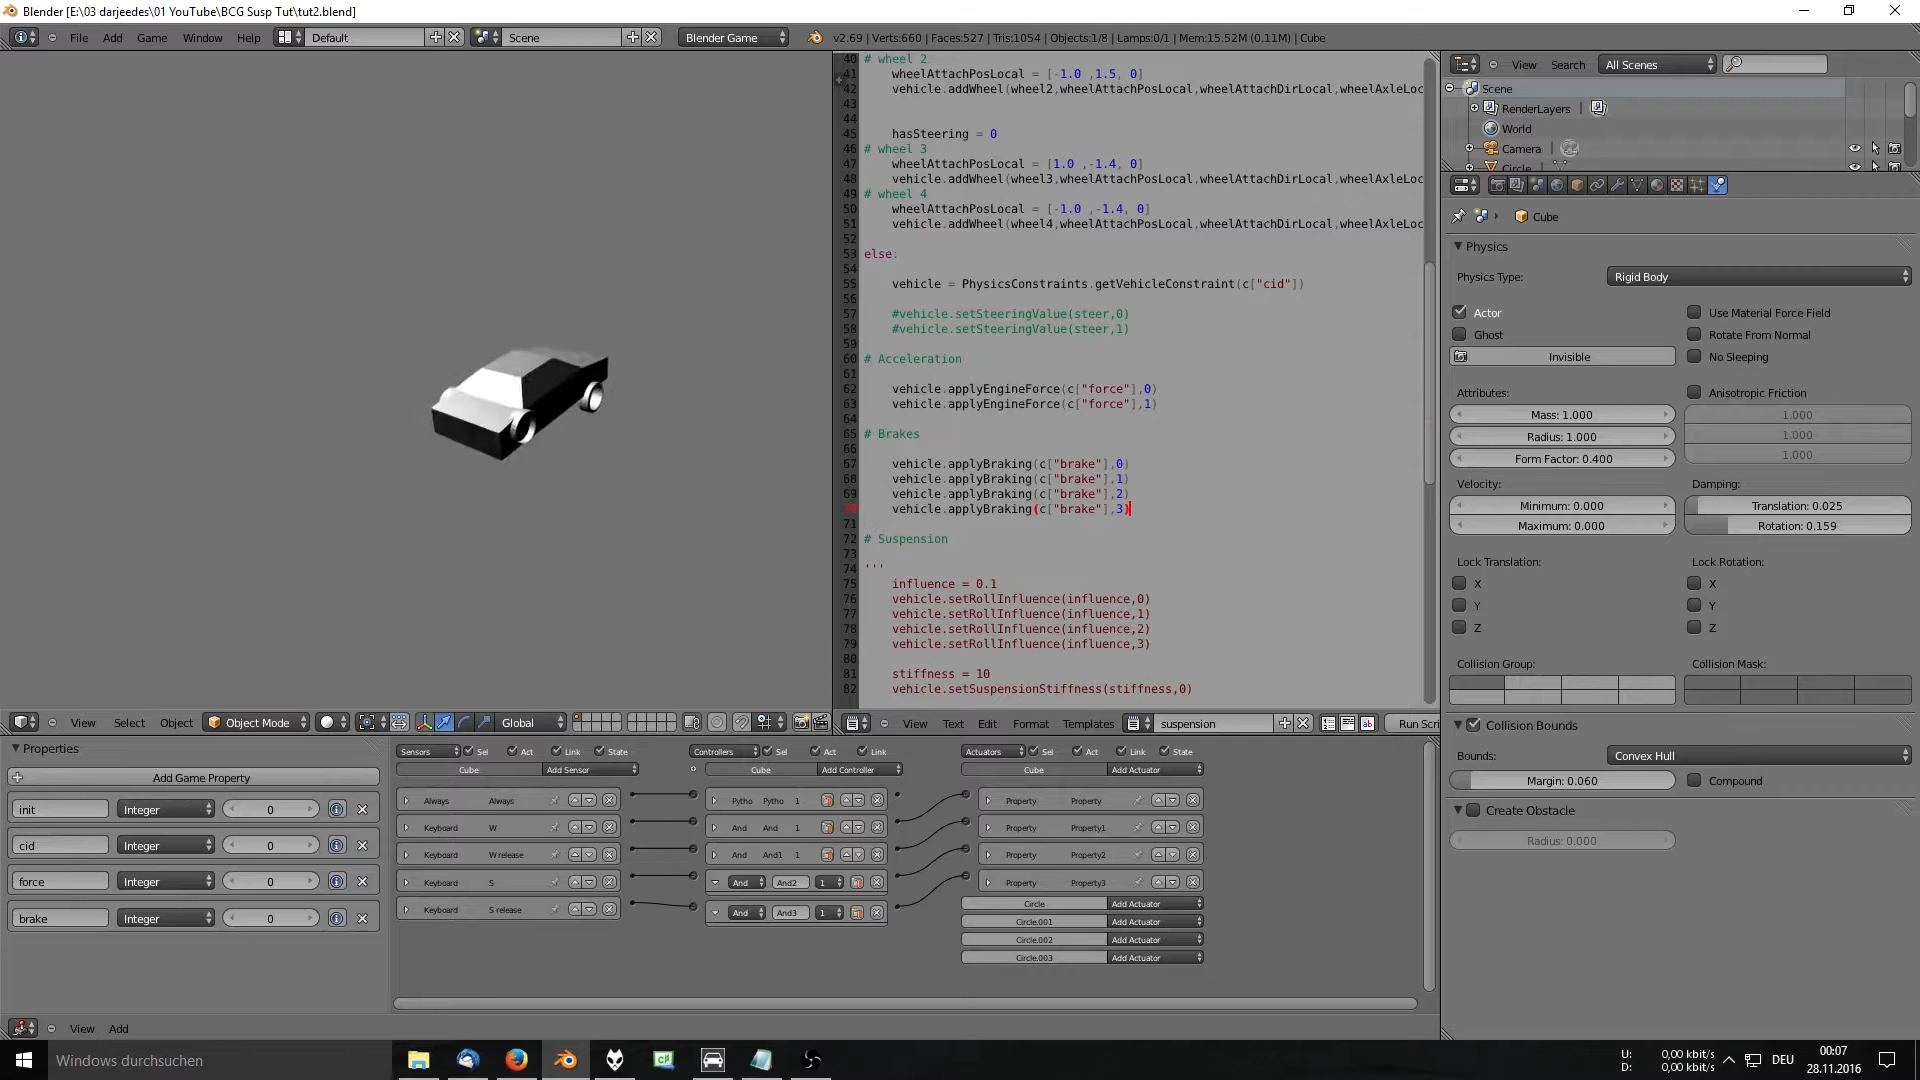 Blender [E:\03 darjeedes\01 YouTube\BCG Susp Tut\tut2.blend]
File Add Game Window Help Default Scene Blender Game v2.69 | Verts:660 | Faces:527 | Tris:1054 | Objects:1/8 | Lamps:0/1 | Mem:15.52M (0.11M) | Cube
40 # wheel 2
41 wheelAttachPosLocal = [-1.0 ,1.5, 0]
42 vehicle.addWheel(wheel2,wheelAttachPosLocal,wheelAttachDirLocal,wheelAxleLoc
43
44
45 hasSteering = 0
46 # wheel 3
47 wheelAttachPosLocal = [1.0 ,-1.4, 0]
48 vehicle.addWheel(wheel3,wheelAttachPosLocal,wheelAttachDirLocal,wheelAxleLoc
49 # wheel 4
50 wheelAttachPosLocal = [-1.0 ,-1.4, 0]
51 vehicle.addWheel(wheel4,wheelAttachPosLocal,wheelAttachDirLocal,wheelAxleLoc
52
53 else:
54
55 vehicle = PhysicsConstraints.getVehicleConstraint(c["cid"])
56
57 #vehicle.setSteeringValue(steer,0)
58 #vehicle.setSteeringValue(steer,1)
59
60 # Acceleration
61
62 vehicle.applyEngineForce(c["force"],0)
63 vehicle.applyEngineForce(c["force"],1)
64
65 # Brakes
66
67 vehicle.applyBraking(c["brake"],0)
68 vehicle.applyBraking(c["brake"],1)
69 vehicle.applyBraking(c["brake"],2)
70 vehicle.applyBraking(c["brake"],3)
71
72 # Suspension
73
74 '''
75 influence = 0.1
76 vehicle.setRollInfluence(influence,0)
77 vehicle.setRollInfluence(influence,1)
78 vehicle.setRollInfluence(influence,2)
79 vehicle.setRollInfluence(influence,3)
80
81 stiffness = 10
82 vehicle.setSuspensionStiffness(stiffness,0)
View Search All Scenes
Scene
RenderLayers
World
Camera
Circle
Cube
Physics
Physics Type: Rigid Body
Actor Use Material Force Field
Ghost Rotate From Normal
Invisible No Sleeping
Attributes: Anisotropic Friction
Mass: 1.000 1.000
Radius: 1.000 1.000
Form Factor: 0.400 1.000
Velocity: Damping:
Minimum: 0.000 Translation: 0.025
Maximum: 0.000 Rotation: 0.159
Lock Translation: Lock Rotation:
X X
Y Y
Z Z
Collision Group: Collision Mask:
Collision Bounds
Bounds: Convex Hull
Margin: 0.060 Compound
Create Obstacle
Radius: 0.000
View Select Object Object Mode Global
View Text Edit Format Templates suspension Run Scri
Properties
Add Game Property
init Integer 0
cid Integer 0
force Integer 0
brake Integer 0
Sensors Sel Act Link State Controllers Sel Act Link Actuators Sel Act Link State
Cube Add Sensor Cube Add Controller Cube Add Actuator
Always Always Pytho Pytho 1 Property Property
Keyboard W And And 1 Property Property1
Keyboard W release And And1 1 Property Property2
Keyboard S And And2 1 Property Property3
Keyboard S release And And3 1
Circle Add Actuator
Circle.001 Add Actuator
Circle.002 Add Actuator
Circle.003 Add Actuator
View Add
Windows durchsuchen
U: 0,00 kbit/s
D: 0,00 kbit/s
DEU
00:07
28.11.2016